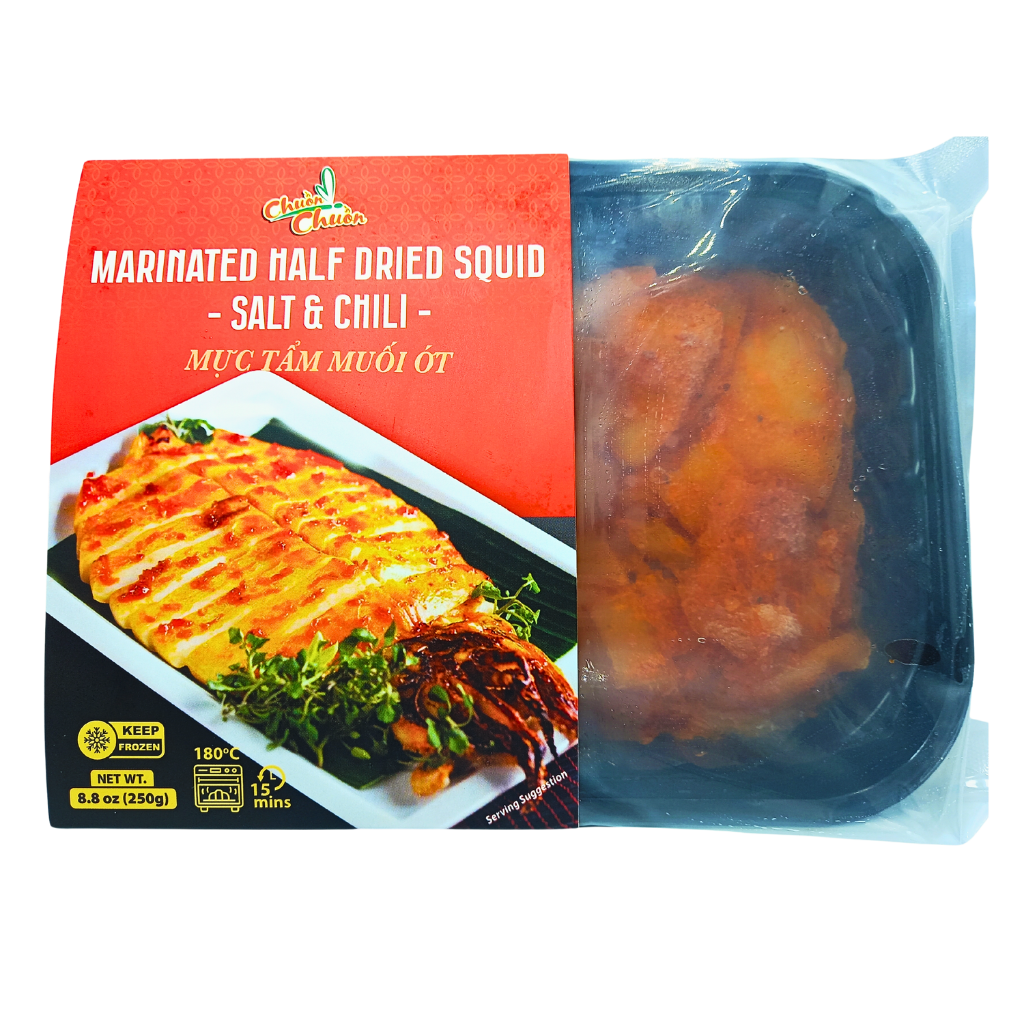 Chuồn
Chuồn
MARINATED HALF DRIED SQUID
- SALT & CHILI -
MỰC TẨM MUỐI ỚT
KEEP
FROZEN
NET WT.
8.8 oz (250g)
180°C
15
mins
Serving Suggestion